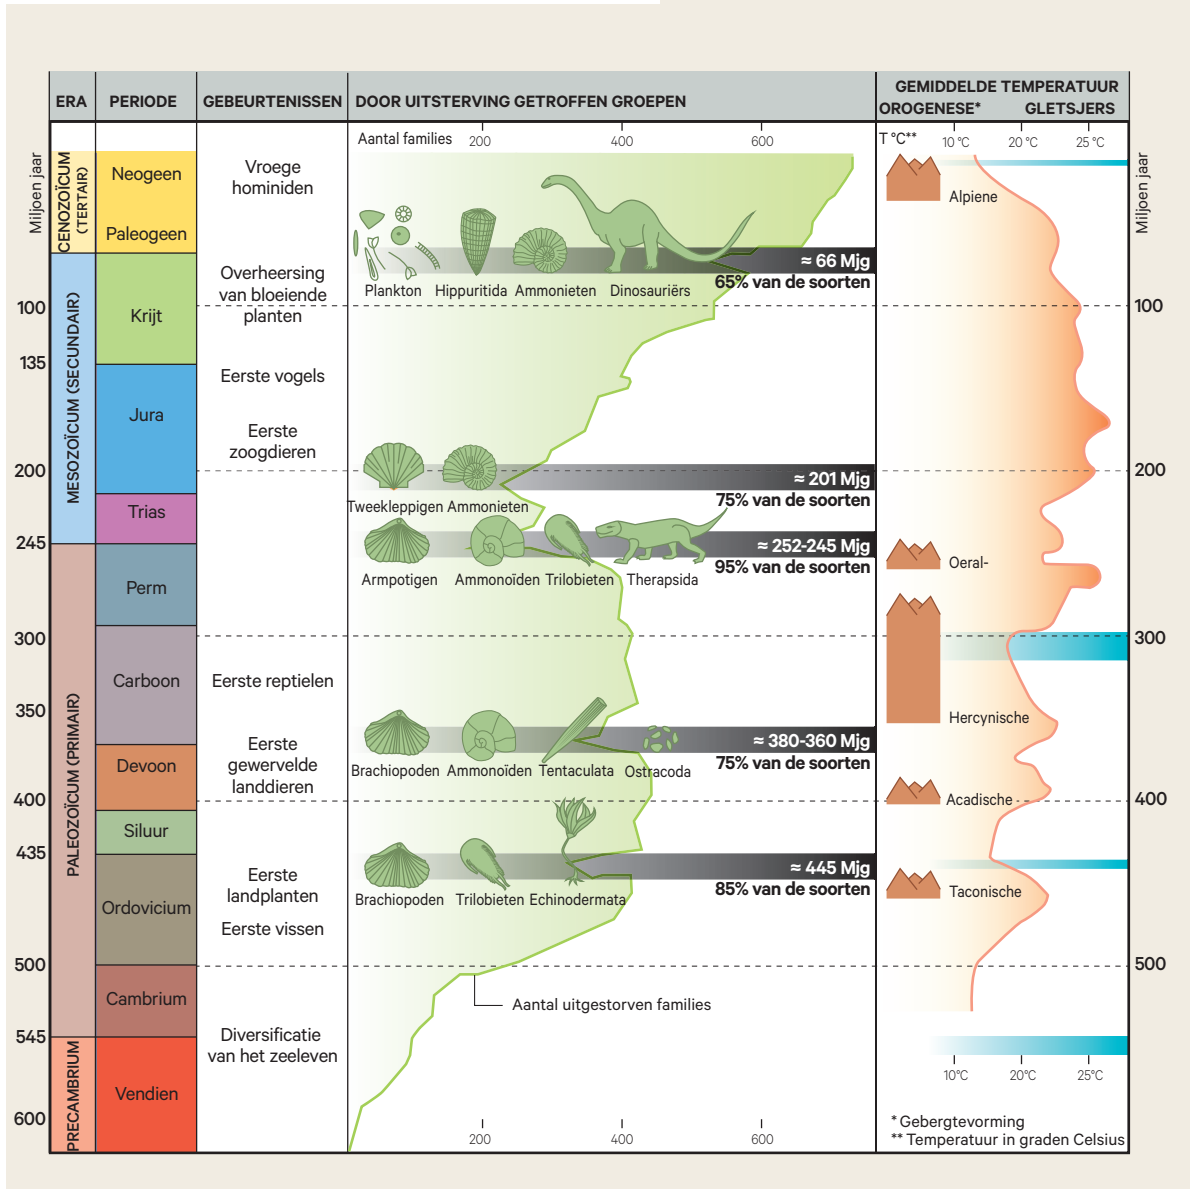 ERA
PERIODE
GEBEURTENISSEN
DOOR UITSTERVING GETROFFEN GROEPEN
GEMIDDELDE TEMPERATUUR
OROGENESE*
GLETSJERS
Aantal families
200
400
600
T °C**
10 °C
20 °C
25 °C
Miljoen jaar
100
135
200
245
300
350
400
435
500
545
600
CENOZOÏCUM
(TERTAIR)
MESOZOÏCUM (SECUNDAIR)
PALEOZOÏCUM (PRIMAIR)
PRECAMBRIUM
Neogeen
Paleogeen
Krijt
Jura
Trias
Perm
Carboon
Devoon
Siluur
Ordovicium
Cambrium
Vendien
Vroege
hominiden
Overheersing
van bloeiende
planten
Eerste vogels
Eerste
zoogdieren
Eerste reptielen
Eerste
gewervelde
landdieren
Eerste
landplanten
Eerste vissen
Diversificatie
van het zeeleven
≈ 66 Mjg
65% van de soorten
Plankton
Hippuritida
Ammonieten
Dinosauriërs
≈ 201 Mjg
75% van de soorten
Tweekleppigen
Ammonieten
≈ 252-245 Mjg
95% van de soorten
Armpotigen
Ammonoïden
Trilobieten
Therapsida
≈ 380-360 Mjg
75% van de soorten
Brachiopoden
Ammonoïden
Tentaculata
Ostracoda
≈ 445 Mjg
85% van de soorten
Brachiopoden
Trilobieten
Echinodermata
Aantal uitgestorven families
200
400
600
Alpiene
Oeral-
Hercynische
Acadische
Taconische
Miljoen jaar
100
200
300
400
500
10°C
20°C
25°C
* Gebergtevorming
** Temperatuur in graden Celsius